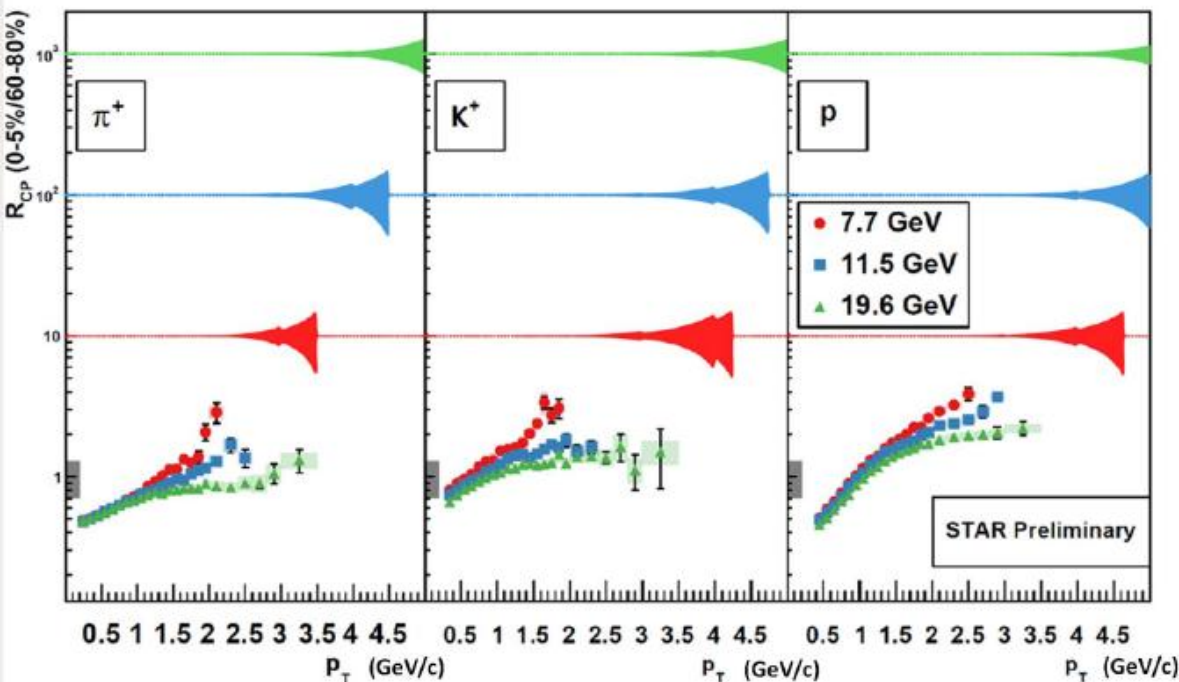 R_CP (0-5%/60-80%)
10³
10²
10
1
π⁺
K⁺
p
7.7 GeV
11.5 GeV
19.6 GeV
STAR Preliminary
0.5 1 1.5 2 2.5 3 3.5 4 4.5
0.5 1 1.5 2 2.5 3 3.5 4 4.5
0.5 1 1.5 2 2.5 3 3.5 4 4.5
p_T (GeV/c)
p_T (GeV/c)
p_T (GeV/c)